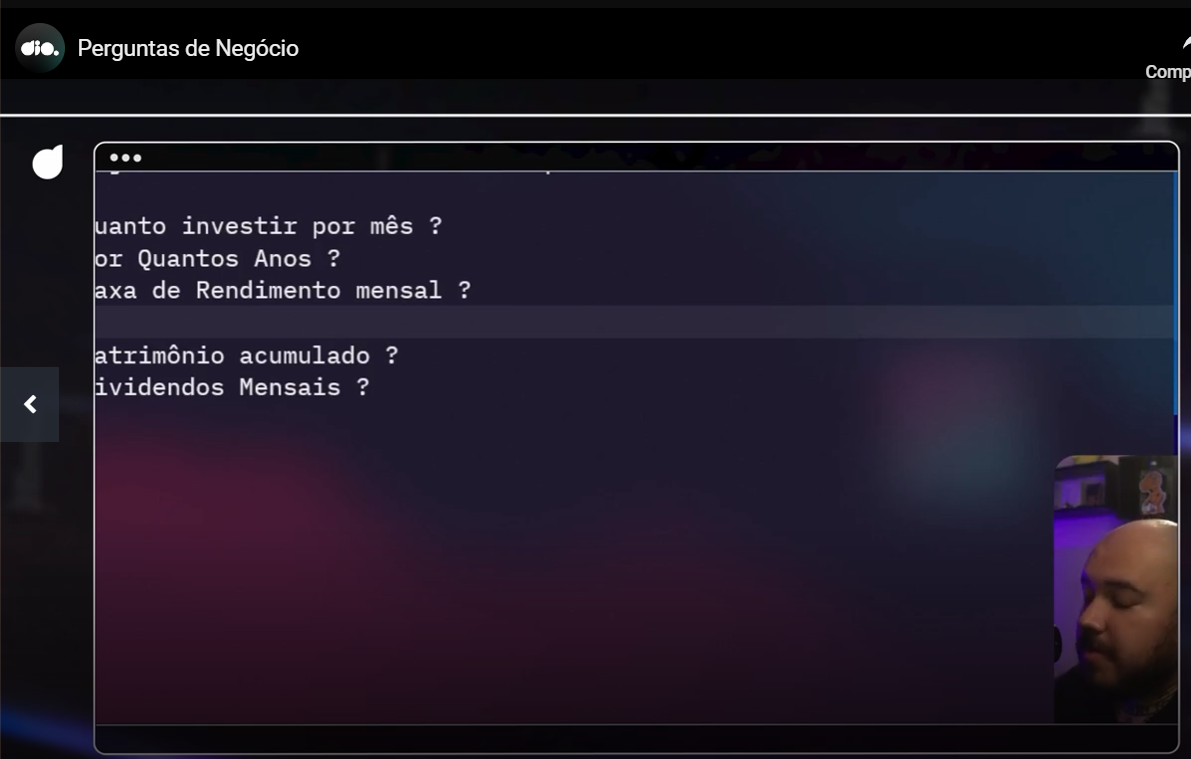 dio.
Perguntas de Negócio
Comp
uanto investir por mês ?
or Quantos Anos ?
axa de Rendimento mensal ?
atrimônio acumulado ?
ividendos Mensais ?